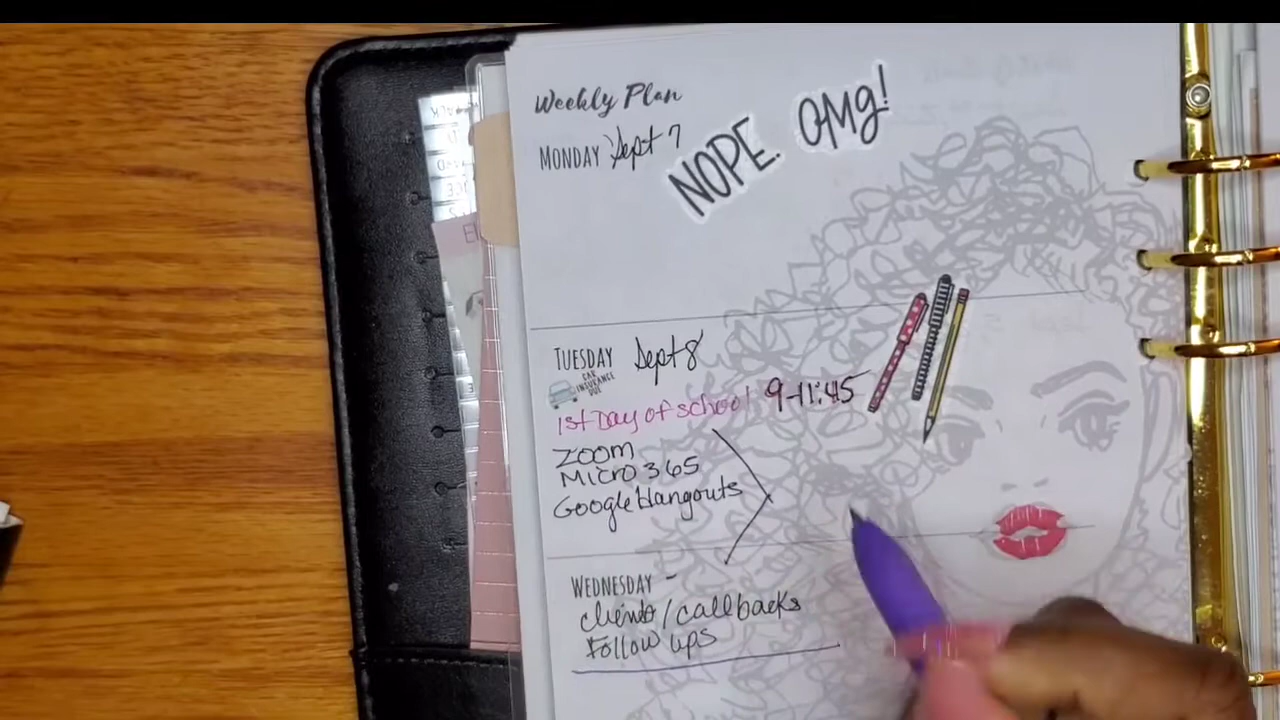 Weekly Plan
MONDAY Sept 7
NOPE. OMG!
TUESDAY Sept 8
CAR
INSURANCE
DUE
1st Day of school 9-11:45
Zoom
Micro 365
Google Hangouts
WEDNESDAY -
clients/callbacks
Follow ups